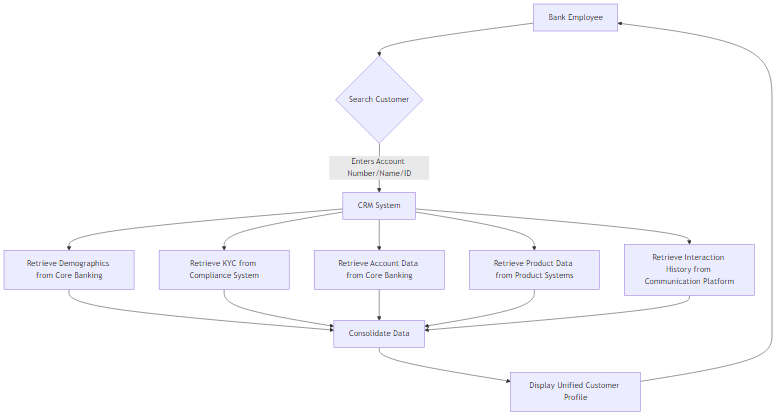 Bank Employee
Search Customer
Enters Account
Number/Name/ID
CRM System
Retrieve Demographics
from Core Banking
Retrieve KYC from
Compliance System
Retrieve Account Data
from Core Banking
Retrieve Product Data
from Product Systems
Retrieve Interaction
History from
Communication Platform
Consolidate Data
Display Unified Customer
Profile